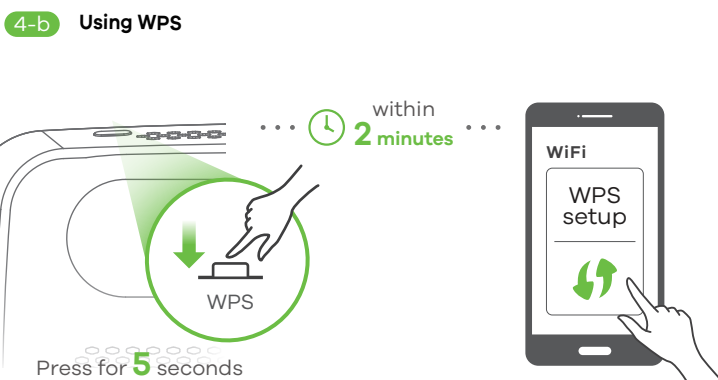 4-b Using WPS
within
2 minutes
WiFi
WPS
setup
WPS
Press for 5 seconds